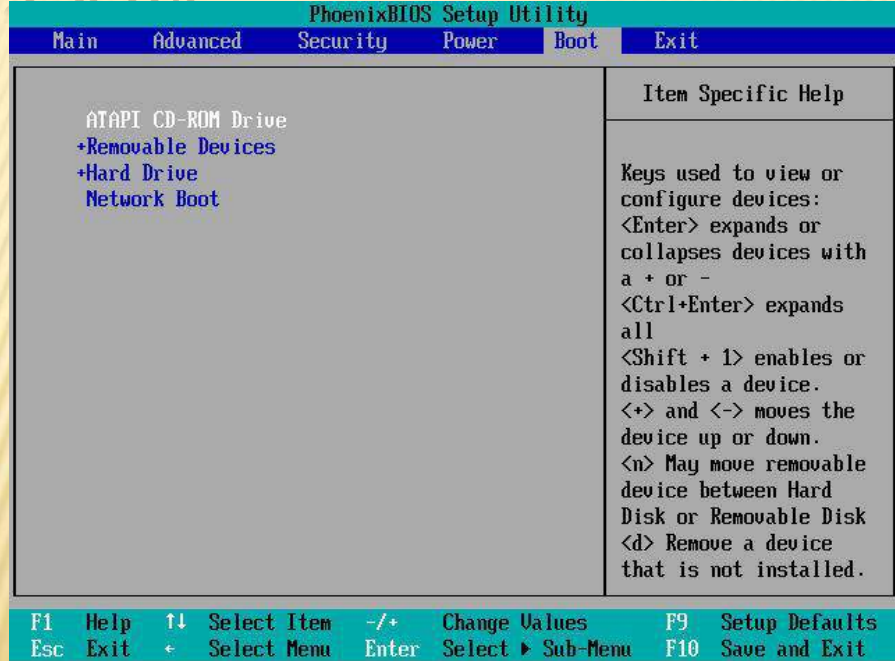 PhoenixBIOS Setup Utility
Main Advanced Security Power Boot Exit
ATAPI CD-ROM Drive
+Removable Devices
+Hard Drive
Network Boot
Item Specific Help
Keys used to view or
configure devices:
<Enter> expands or
collapses devices with
a + or -
<Ctrl+Enter> expands
all
<Shift + 1> enables or
disables a device.
<+> and <-> moves the
device up or down.
<n> May move removable
device between Hard
Disk or Removable Disk
<d> Remove a device
that is not installed.
F1 Help ↑↓ Select Item -/+ Change Values F9 Setup Defaults
Esc Exit ← Select Menu Enter Select ▶ Sub-Menu F10 Save and Exit